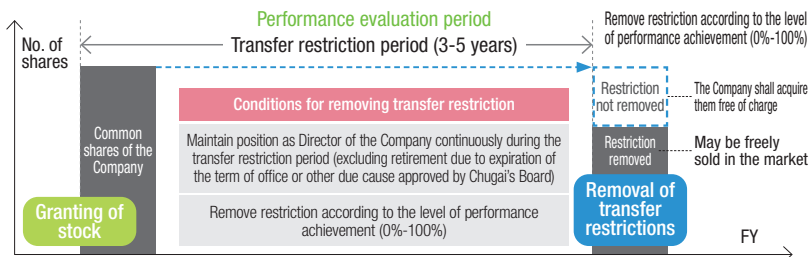 Performance evaluation period
Remove restriction according to the level
of performance achievement (0%-100%)
No. of
shares
Transfer restriction period (3-5 years)
Conditions for removing transfer restriction
Restriction
not removed
The Company shall acquire
them free of charge
Common
shares of the
Company
Maintain position as Director of the Company continuously during the
transfer restriction period (excluding retirement due to expiration of
the term of office or other due cause approved by Chugai's Board)
Restriction
removed
May be freely
sold in the market
Granting of
stock
Remove restriction according to the level of performance
achievement (0%-100%)
Removal of
transfer
restrictions
FY